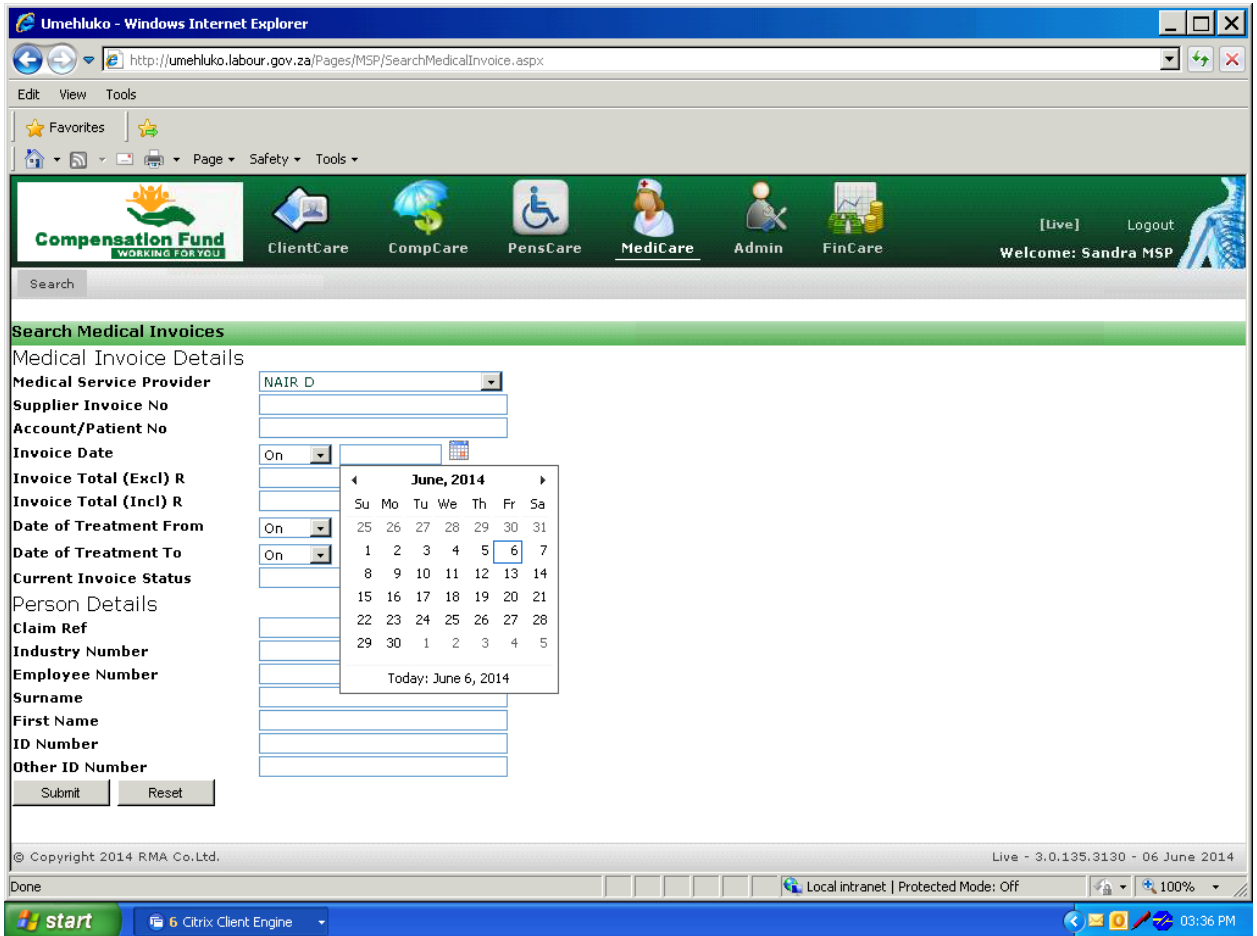 Umehluko - Windows Internet Explorer
http://umehluko.labour.gov.za/Pages/MSP/SearchMedicalInvoice.aspx
Edit View Tools
Favorites
Page Safety Tools
Compensation Fund
WORKING FOR YOU
ClientCare CompCare PensCare MediCare Admin FinCare
[Live] Logout
Welcome: Sandra MSP
Search
Search Medical Invoices
Medical Invoice Details
Medical Service Provider NAIR D
Supplier Invoice No
Account/Patient No
Invoice Date On
Invoice Total (Excl) R
Invoice Total (Incl) R
Date of Treatment From On
Date of Treatment To On
Current Invoice Status
Person Details
Claim Ref
Industry Number
Employee Number
Surname
First Name
ID Number
Other ID Number
June, 2014
Su Mo Tu We Th Fr Sa
25 26 27 28 29 30 31
1 2 3 4 5 6 7
8 9 10 11 12 13 14
15 16 17 18 19 20 21
22 23 24 25 26 27 28
29 30 1 2 3 4 5
Today: June 6, 2014
Submit Reset
© Copyright 2014 RMA Co.Ltd. Live - 3.0.135.3130 - 06 June 2014
Done Local intranet | Protected Mode: Off 100%
start 6 Citrix Client Engine 03:36 PM